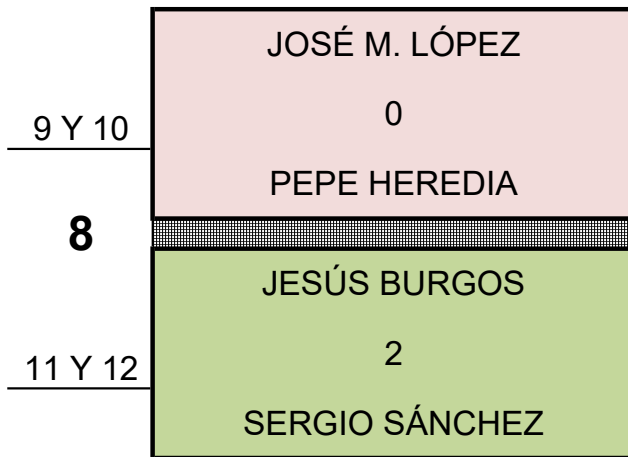 JOSÉ M. LÓPEZ
0
9 Y 10
PEPE HEREDIA
8
JESÚS BURGOS
2
11 Y 12
SERGIO SÁNCHEZ